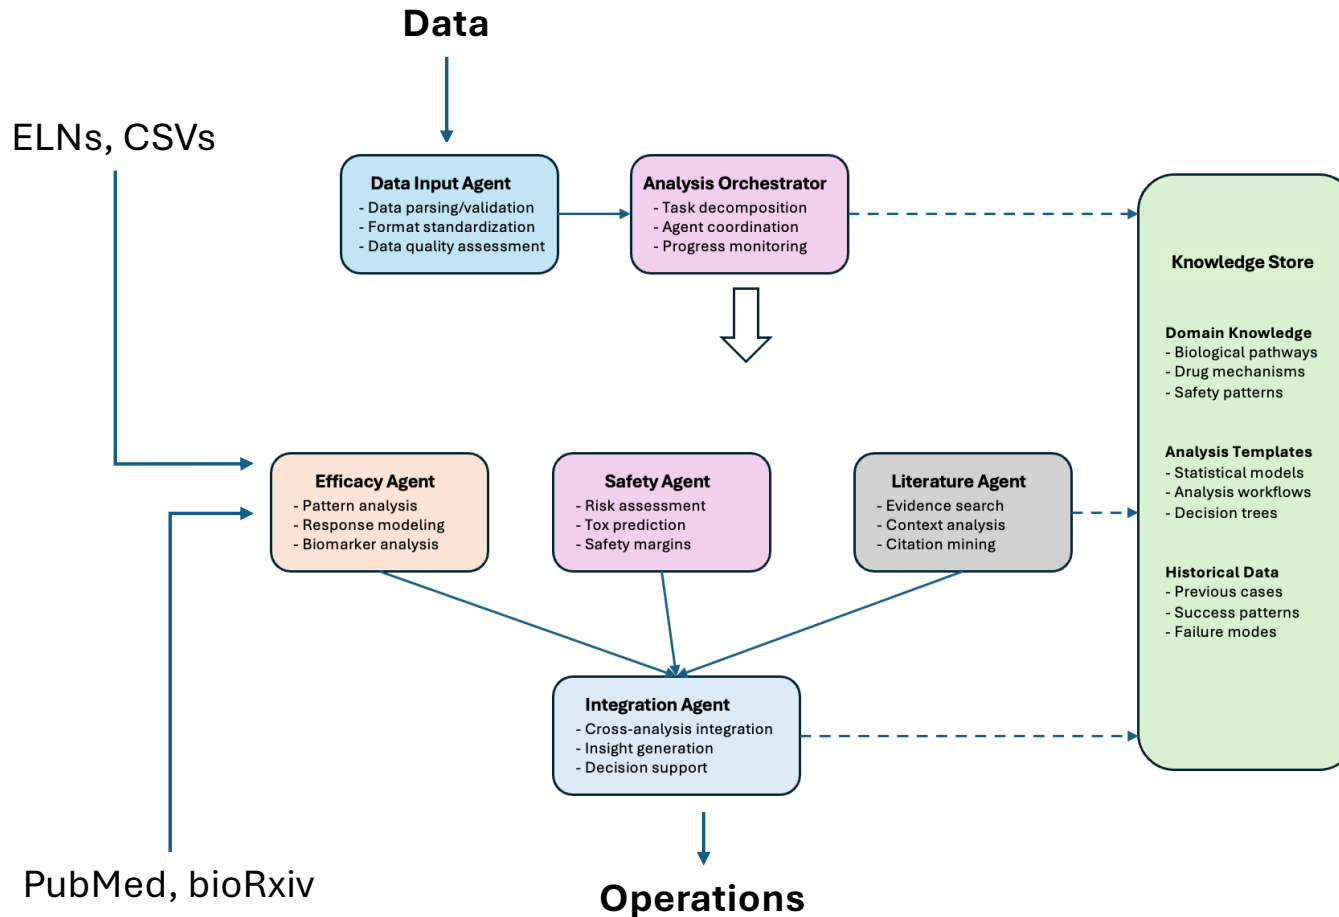 Data
ELNs, CSVs
Data Input Agent
- Data parsing/validation
- Format standardization
- Data quality assessment
Analysis Orchestrator
- Task decomposition
- Agent coordination
- Progress monitoring
Knowledge Store
Domain Knowledge
- Biological pathways
- Drug mechanisms
- Safety patterns
Analysis Templates
- Statistical models
- Analysis workflows
- Decision trees
Historical Data
- Previous cases
- Success patterns
- Failure modes
Efficacy Agent
- Pattern analysis
- Response modeling
- Biomarker analysis
Safety Agent
- Risk assessment
- Tox prediction
- Safety margins
Literature Agent
- Evidence search
- Context analysis
- Citation mining
Integration Agent
- Cross-analysis integration
- Insight generation
- Decision support
PubMed, bioRxiv
Operations